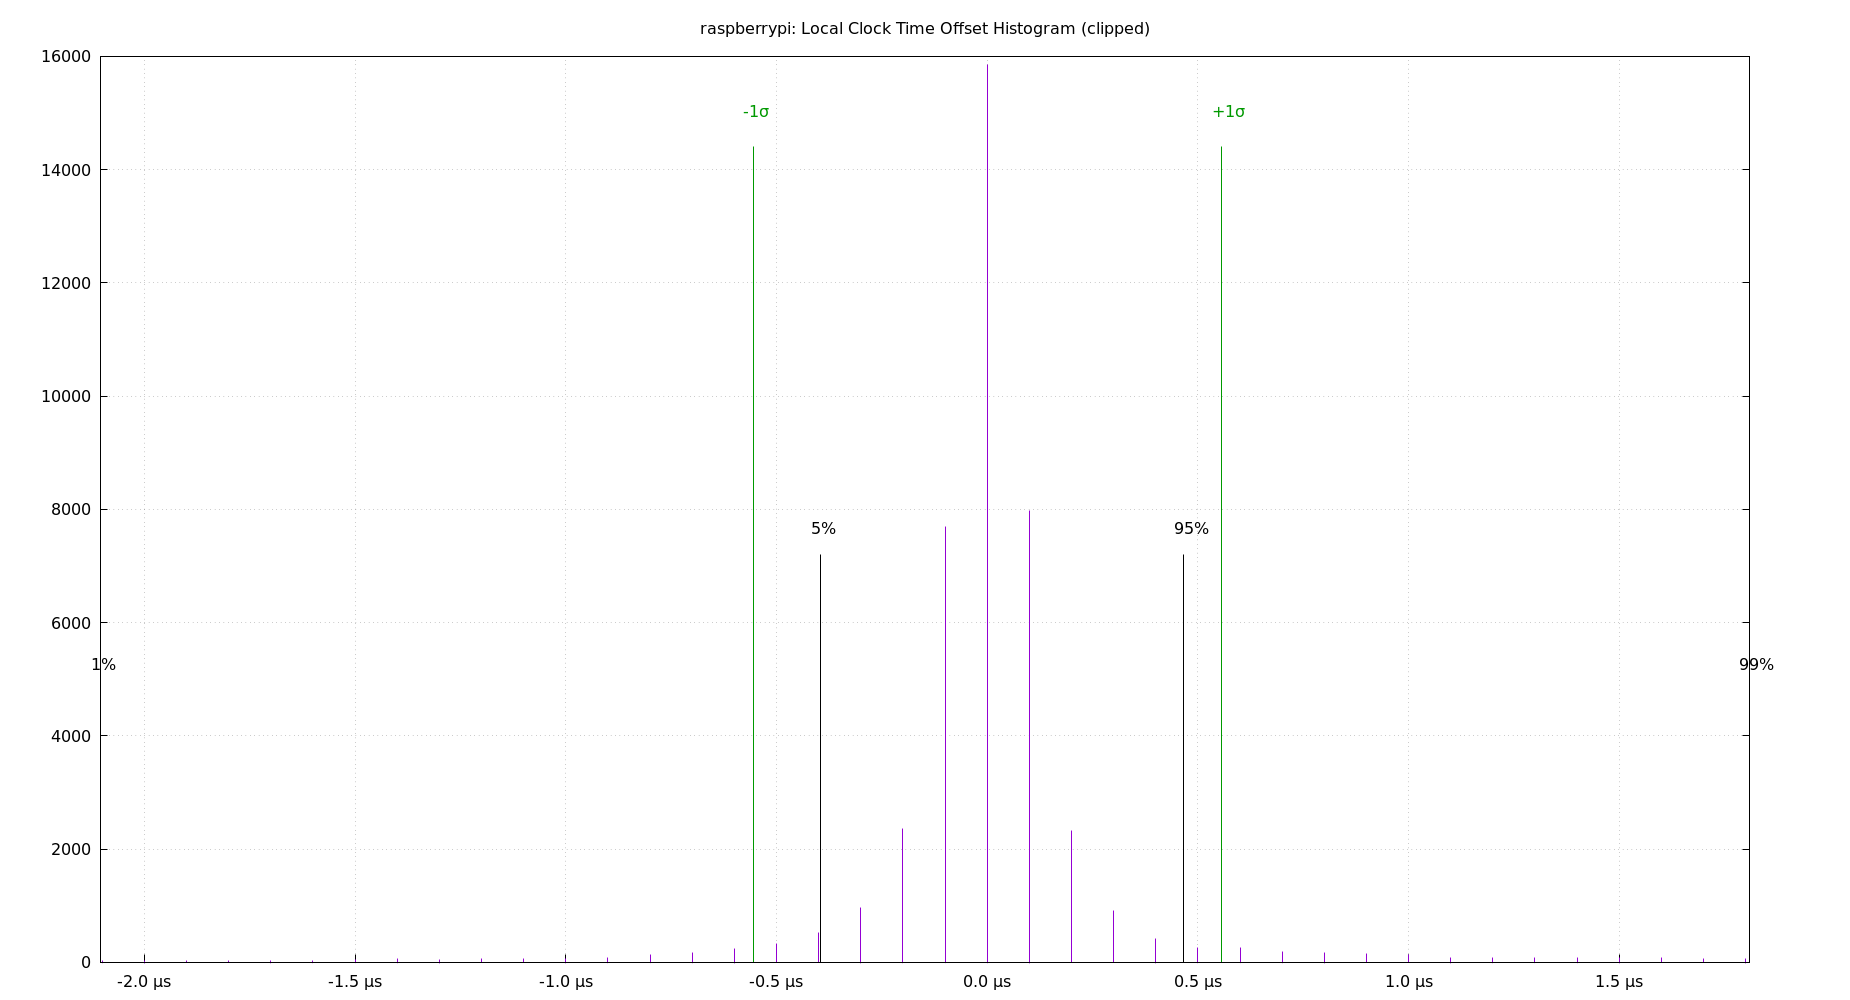 raspberrypi: Local Clock Time Offset Histogram (clipped)
16000
-1σ
+1σ
14000
12000
10000
8000
5%
95%
6000
1%
99%
4000
2000
0
-2.0 µs
-1.5 µs
-1.0 µs
-0.5 µs
0.0 µs
0.5 µs
1.0 µs
1.5 µs